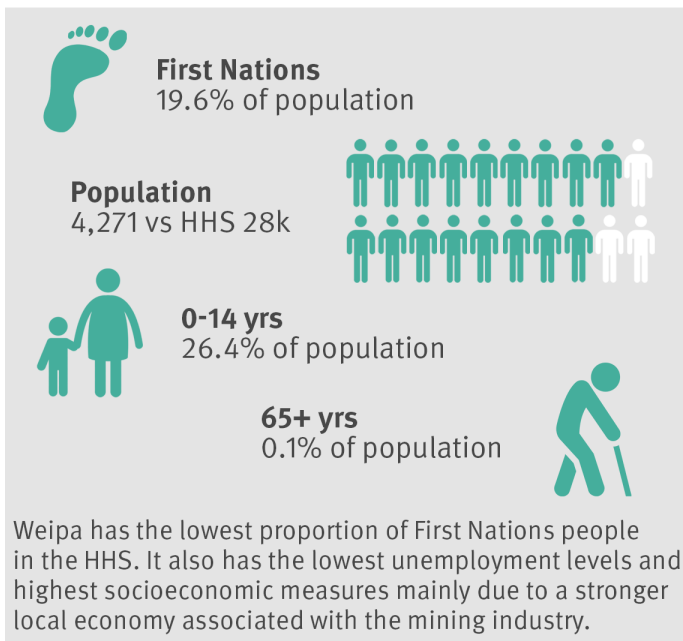 First Nations
19.6% of population
Population
4,271 vs HHS 28k
0-14 yrs
26.4% of population
65+ yrs
0.1% of population
Weipa has the lowest proportion of First Nations people
in the HHS. It also has the lowest unemployment levels and
highest socioeconomic measures mainly due to a stronger
local economy associated with the mining industry.